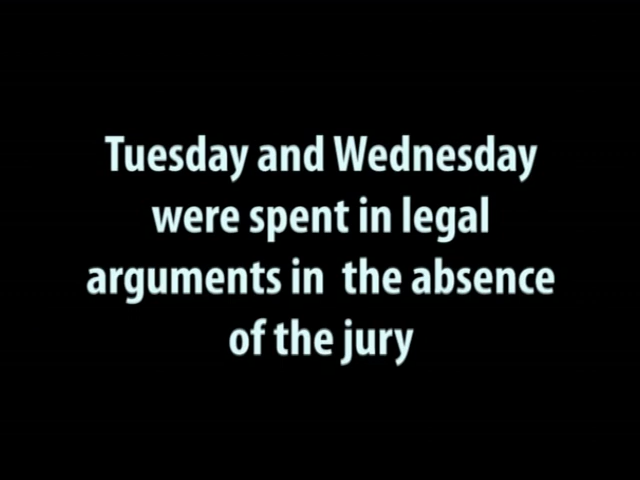 Tuesday and Wednesday
were spent in legal
arguments in  the absence
of the jury